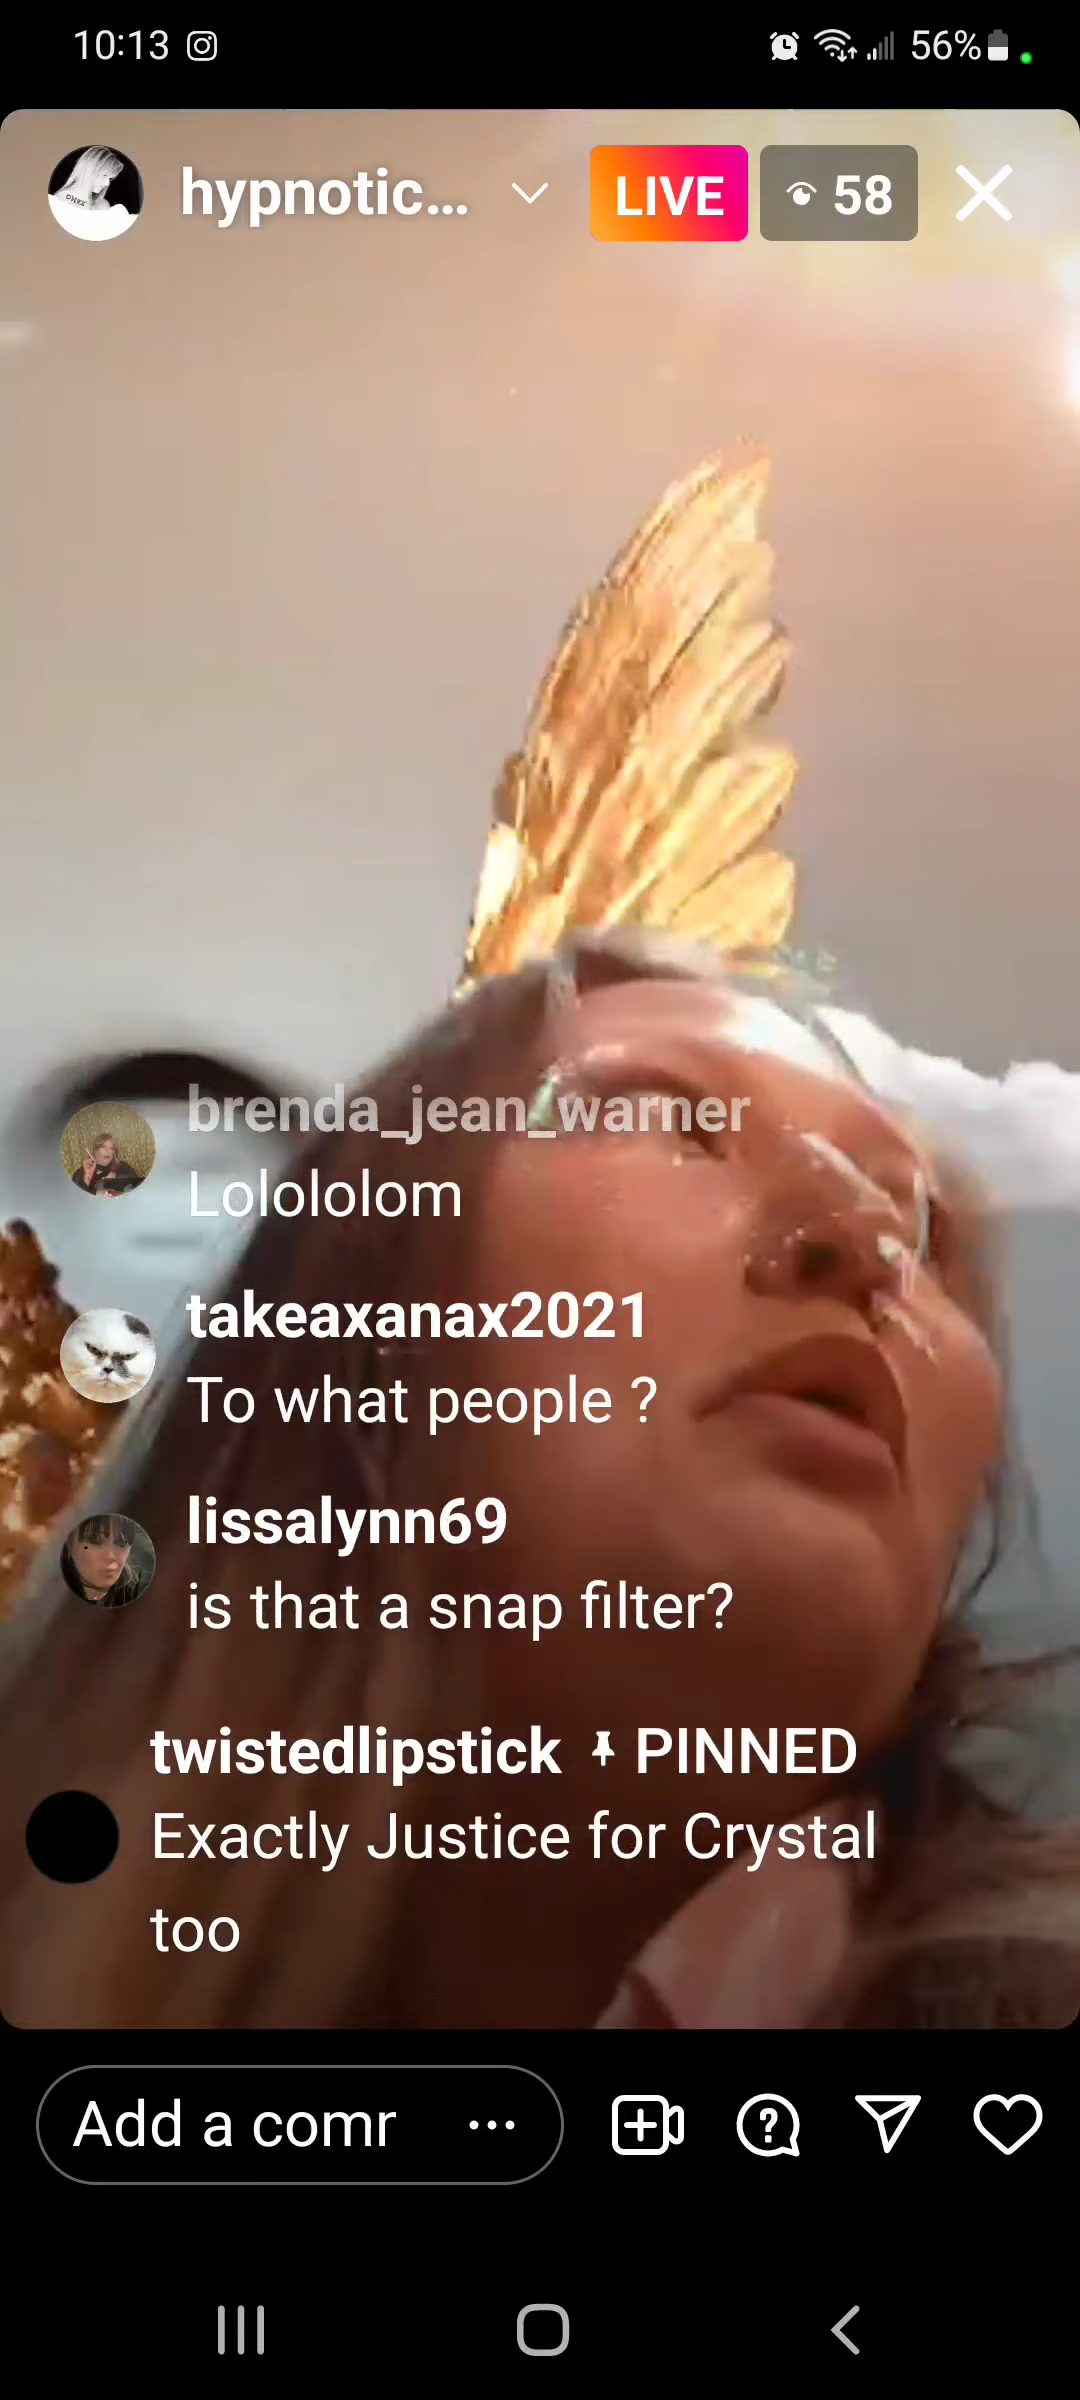 10:13
56%
hypnotic...
LIVE
58
brenda_jean_warner
Lolololom
takeaxanax2021
To what people ?
lissalynn69
is that a snap filter?
twistedlipstick PINNED
Exactly Justice for Crystal
too
Add a comr